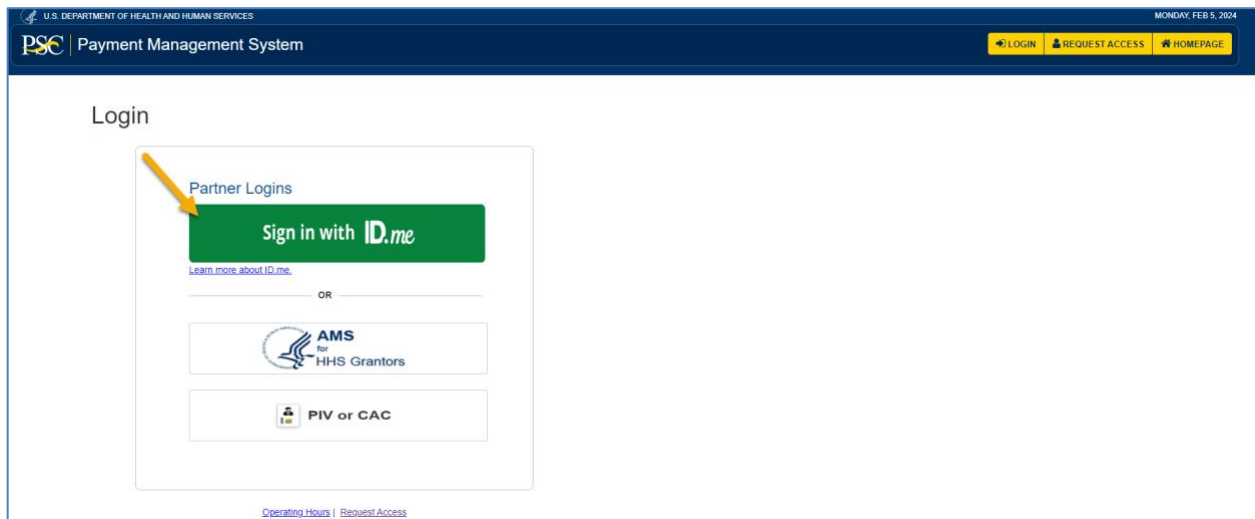 U.S. DEPARTMENT OF HEALTH AND HUMAN SERVICES
MONDAY, FEB 5, 2024
PSC Payment Management System
LOGIN REQUEST ACCESS HOMEPAGE
Login
Partner Logins
Sign in with ID.me
Learn more about ID.me.
OR
AMS
for
HHS Grantors
PIV or CAC
Operating Hours | Request Access